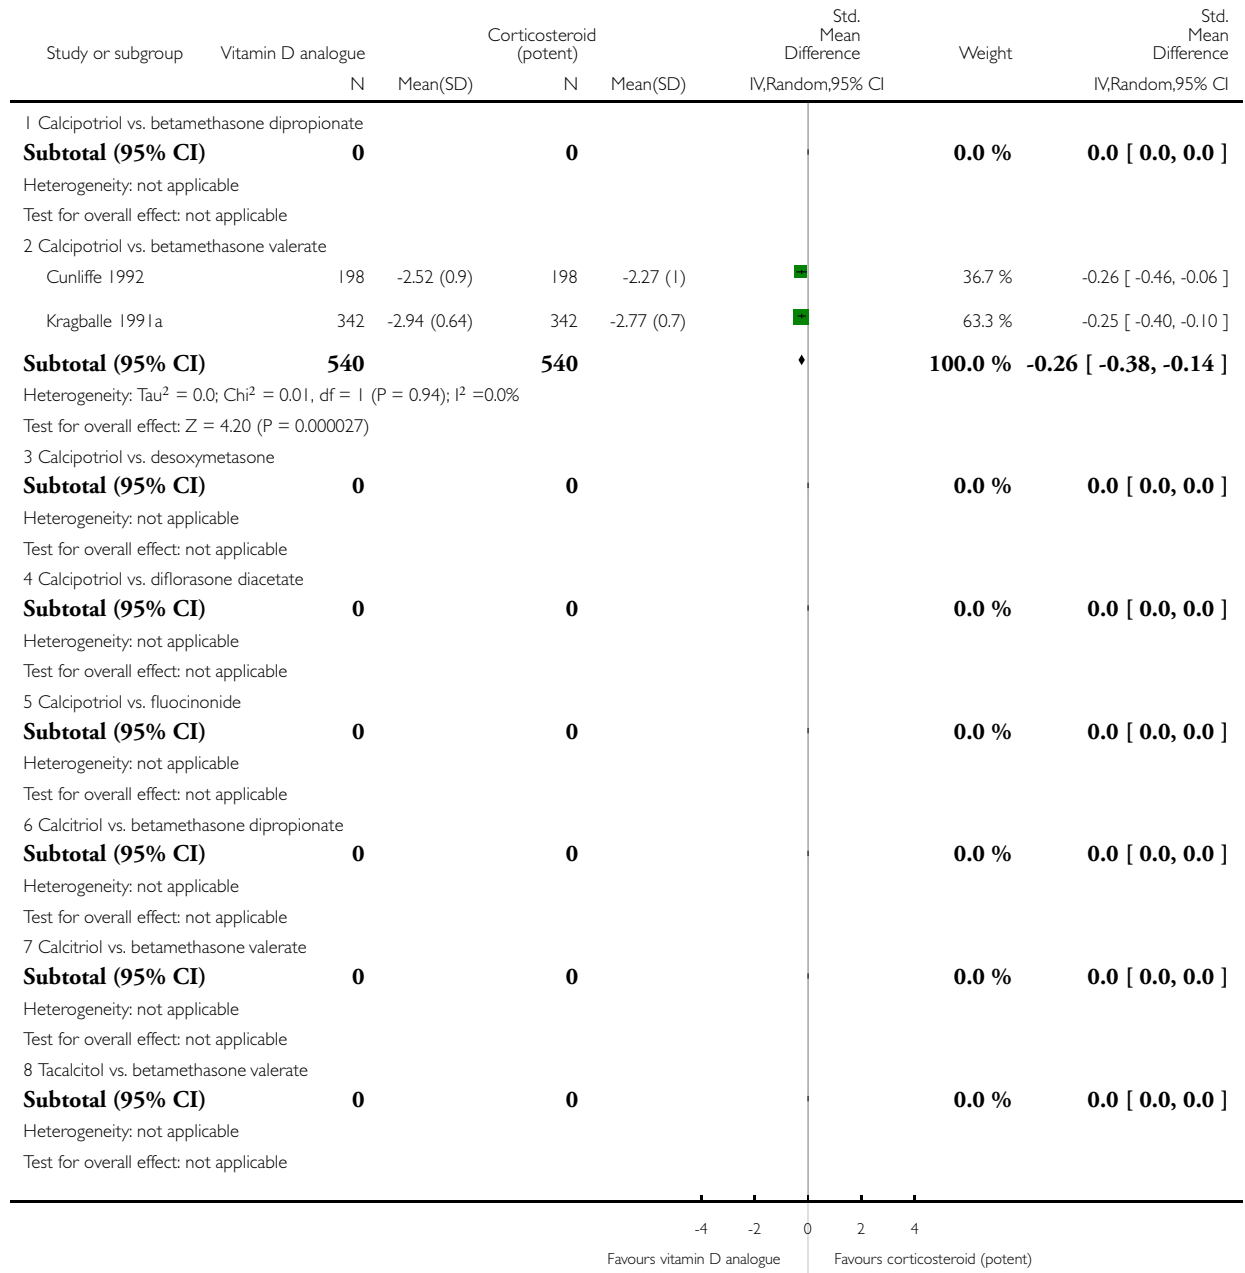 Std. Mean Difference Std. Mean Difference
Study or subgroup Vitamin D analogue Corticosteroid (potent) Weight
N Mean(SD) N Mean(SD) IV,Random,95% CI IV,Random,95% CI
1 Calcipotriol vs. betamethasone dipropionate
Subtotal (95% CI) 0 0 0.0 % 0.0 [ 0.0, 0.0 ]
Heterogeneity: not applicable
Test for overall effect: not applicable
2 Calcipotriol vs. betamethasone valerate
Cunliffe 1992 198 -2.52 (0.9) 198 -2.27 (1) 36.7 % -0.26 [ -0.46, -0.06 ]
Kragballe 1991a 342 -2.94 (0.64) 342 -2.77 (0.7) 63.3 % -0.25 [ -0.40, -0.10 ]
Subtotal (95% CI) 540 540 100.0 % -0.26 [ -0.38, -0.14 ]
Heterogeneity: Tau² = 0.0; Chi² = 0.01, df = 1 (P = 0.94); I² =0.0%
Test for overall effect: Z = 4.20 (P = 0.000027)
3 Calcipotriol vs. desoxymetasone
Subtotal (95% CI) 0 0 0.0 % 0.0 [ 0.0, 0.0 ]
Heterogeneity: not applicable
Test for overall effect: not applicable
4 Calcipotriol vs. diflorasone diacetate
Subtotal (95% CI) 0 0 0.0 % 0.0 [ 0.0, 0.0 ]
Heterogeneity: not applicable
Test for overall effect: not applicable
5 Calcipotriol vs. fluocinonide
Subtotal (95% CI) 0 0 0.0 % 0.0 [ 0.0, 0.0 ]
Heterogeneity: not applicable
Test for overall effect: not applicable
6 Calcitriol vs. betamethasone dipropionate
Subtotal (95% CI) 0 0 0.0 % 0.0 [ 0.0, 0.0 ]
Heterogeneity: not applicable
Test for overall effect: not applicable
7 Calcitriol vs. betamethasone valerate
Subtotal (95% CI) 0 0 0.0 % 0.0 [ 0.0, 0.0 ]
Heterogeneity: not applicable
Test for overall effect: not applicable
8 Tacalcitol vs. betamethasone valerate
Subtotal (95% CI) 0 0 0.0 % 0.0 [ 0.0, 0.0 ]
Heterogeneity: not applicable
Test for overall effect: not applicable
-4 -2 0 2 4
Favours vitamin D analogue Favours corticosteroid (potent)